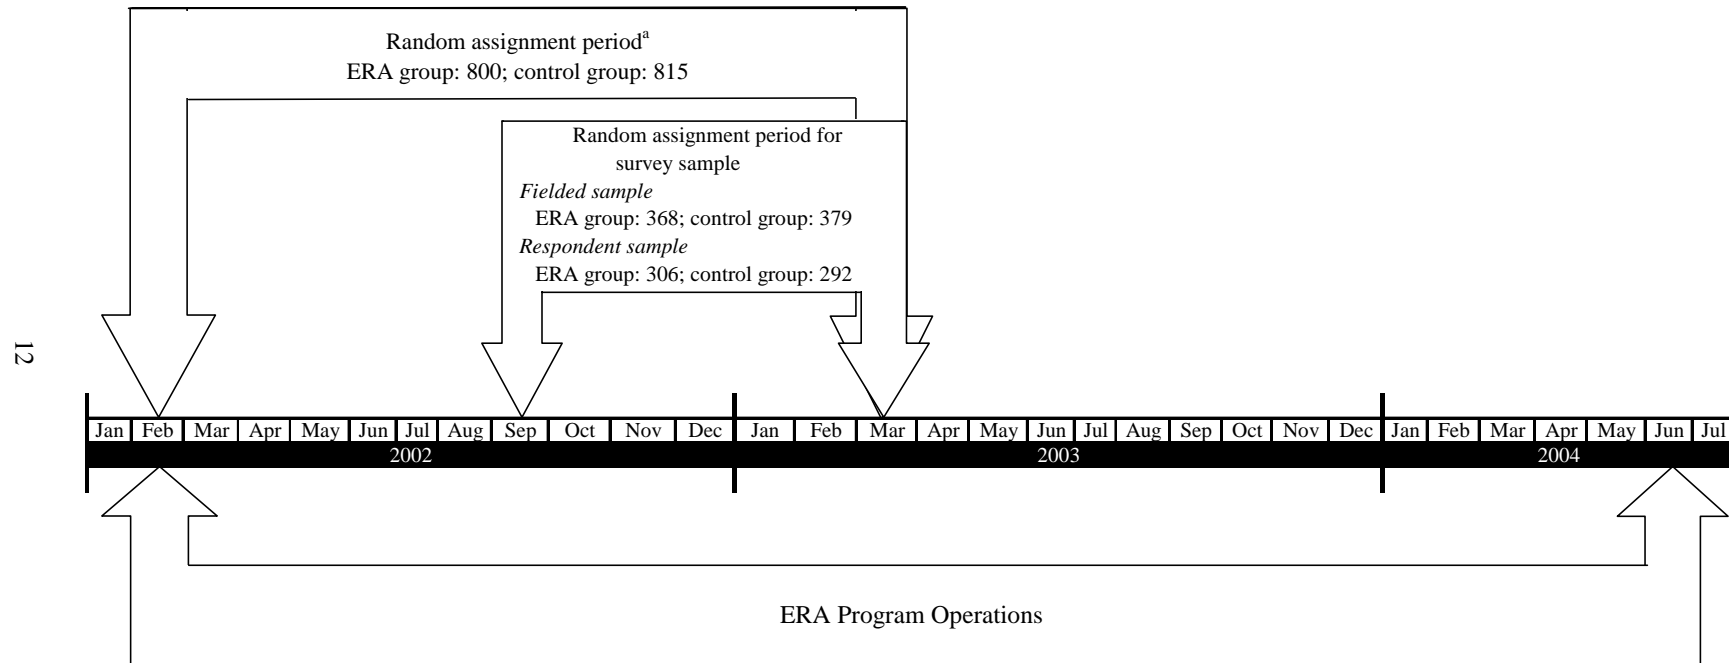 Random assignment periodᵃ
ERA group: 800; control group: 815
Random assignment period for
survey sample
Fielded sample
ERA group: 368; control group: 379
Respondent sample
ERA group: 306; control group: 292
12
Jan Feb Mar Apr May Jun Jul Aug Sep Oct Nov Dec Jan Feb Mar Apr May Jun Jul Aug Sep Oct Nov Dec Jan Feb Mar Apr May Jun Jul
2002 2003 2004
ERA Program Operations